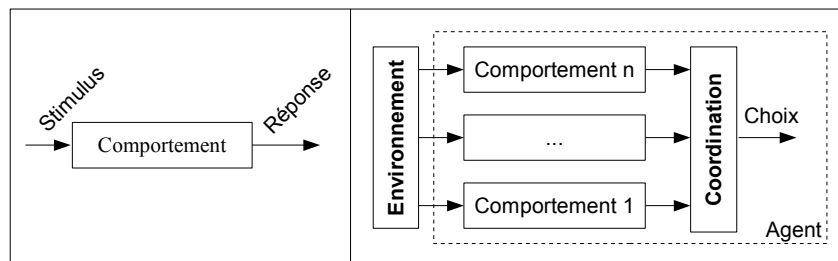 Stimulus
Comportement
Réponse
Environnement
Comportement n
...
Comportement 1
Coordination
Choix
Agent